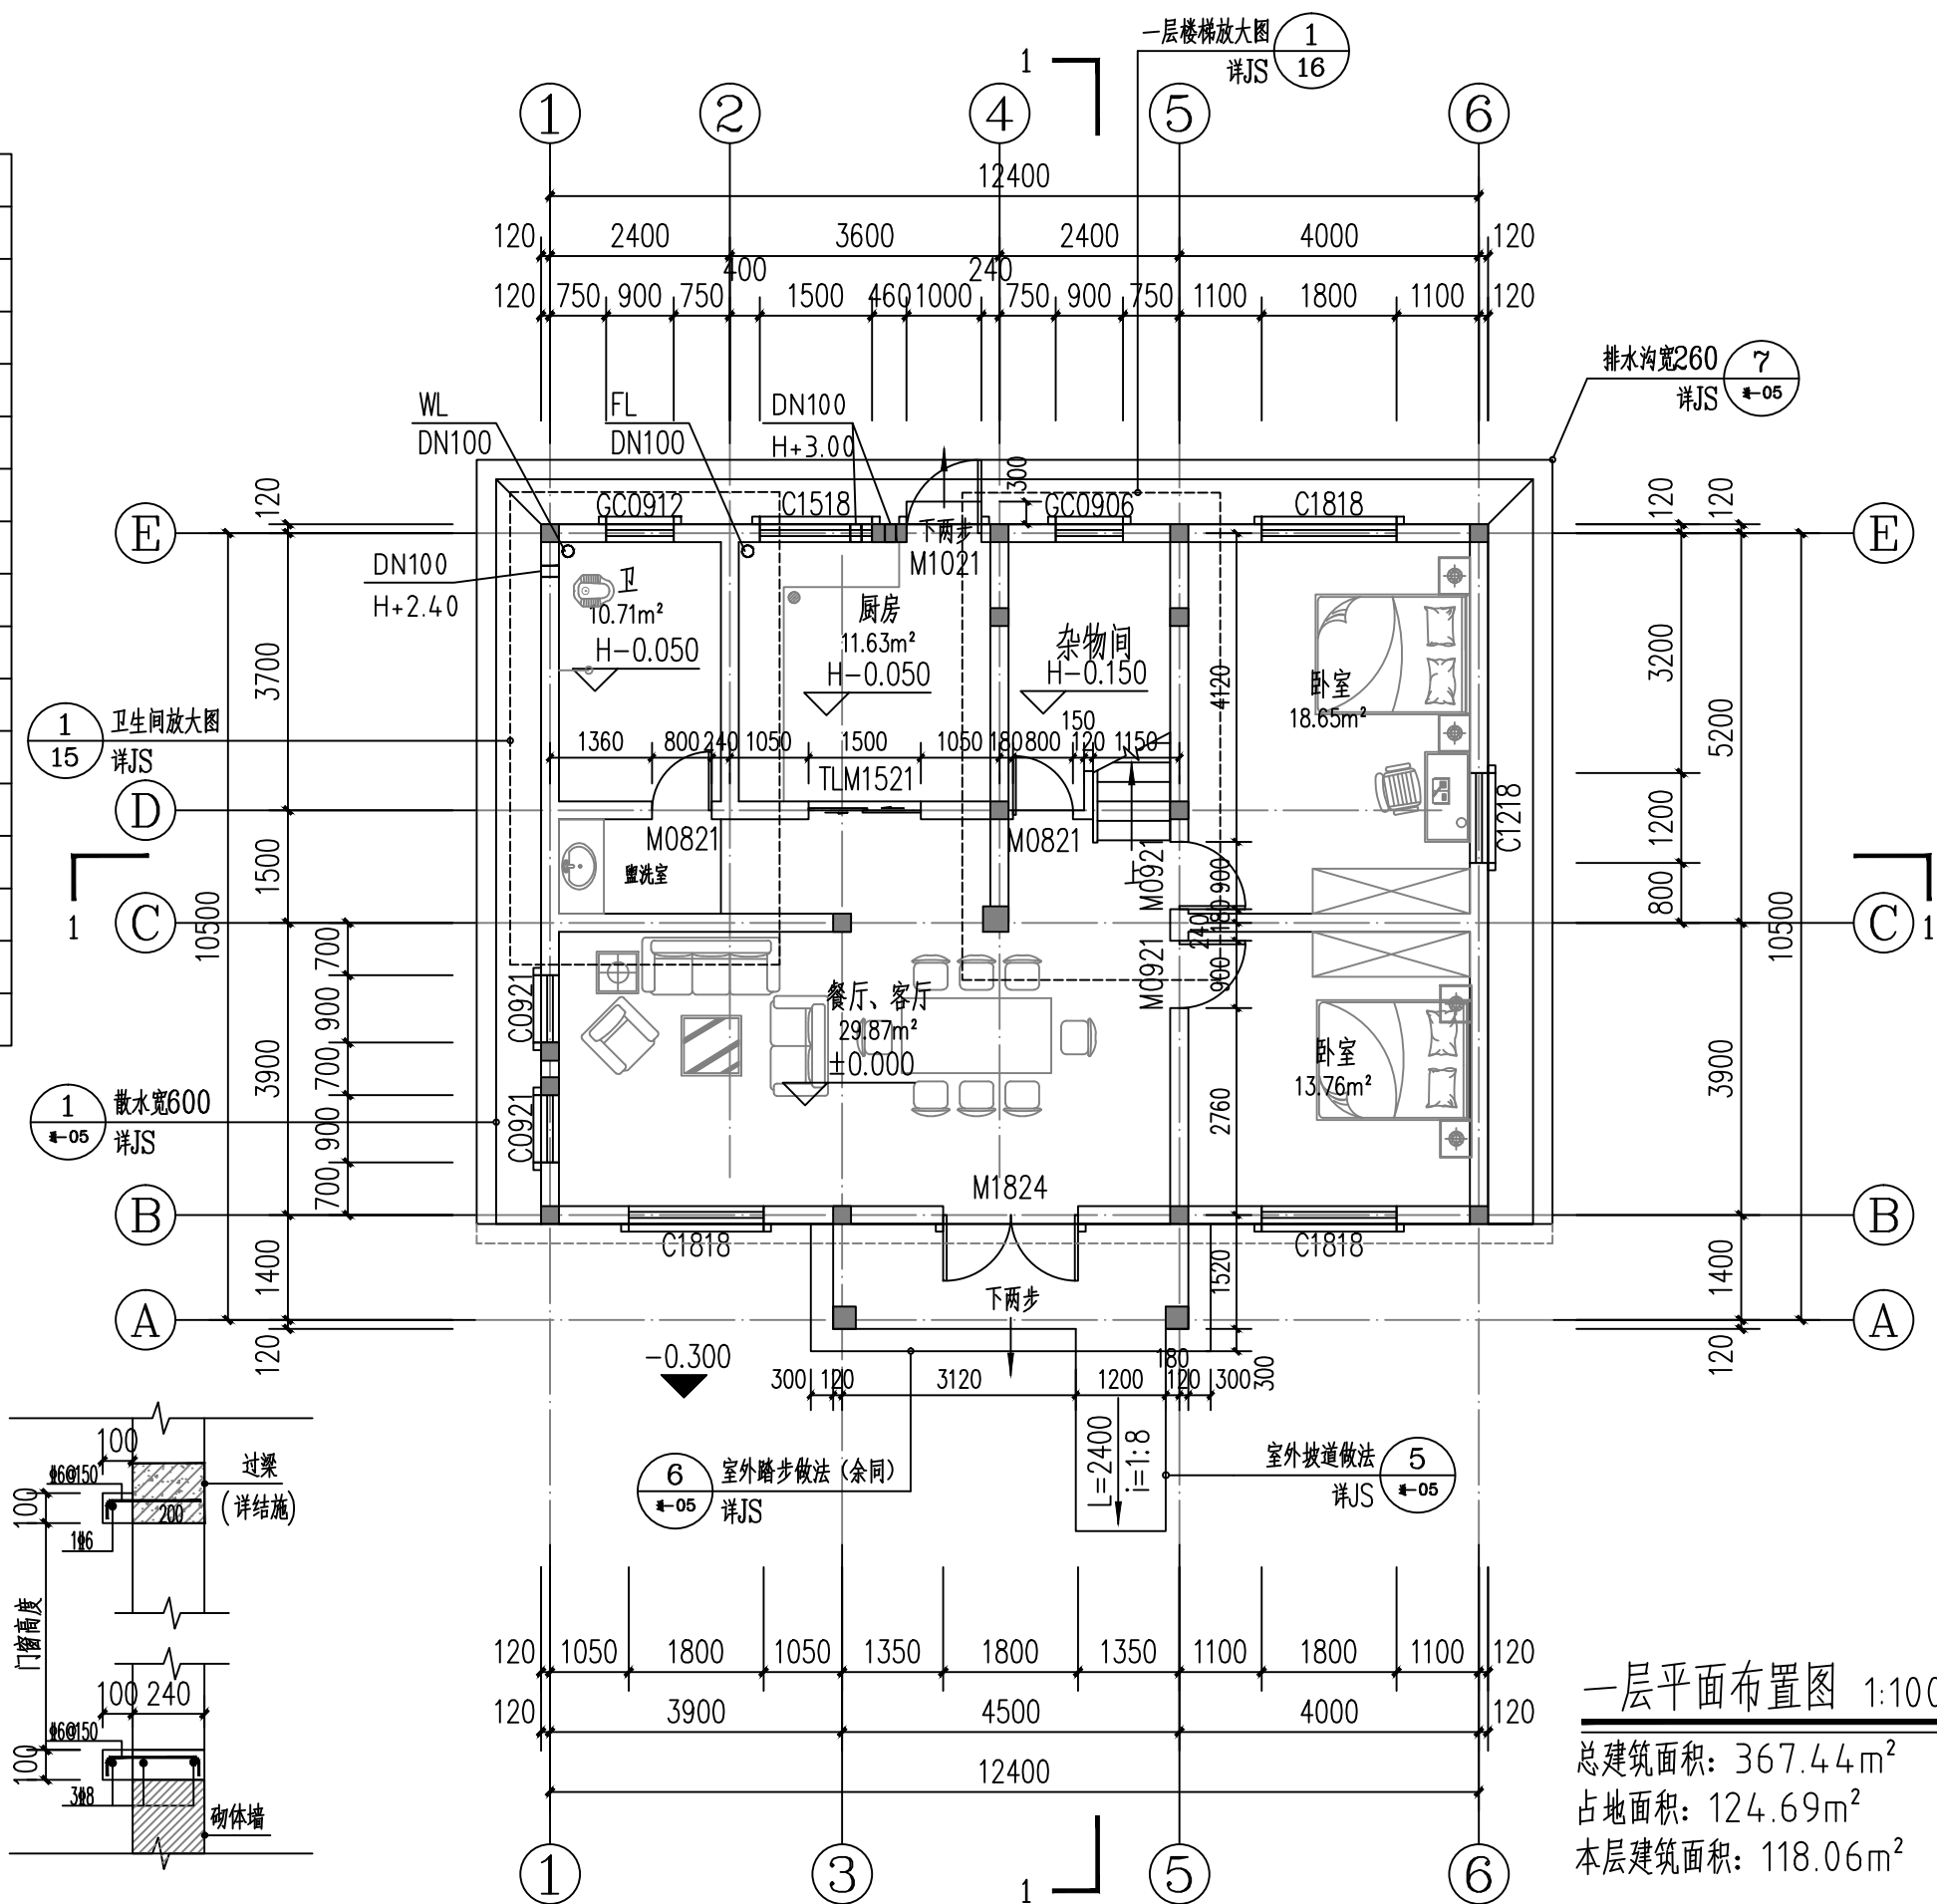 一层楼梯放大图
1
16
详JS
1
1
2
4
5
6
12400
120 2400 3600 2400 4000 120
400 240
120 750 900 750 1500 460 1000 750 900 750 1100 1800 1100 120
排水沟宽260
7
详JS
-05
WL
DN100
FL
DN100
DN100
H+3.00
300
GC0912
C1518
GC0906
C1818
E
E
120
120
120
下两步
M1021
DN100
H+2.40
卫
10.71m²
H-0.050
厨房
11.63m²
H-0.050
杂物间
H-0.150
卧室
18.65m²
3700
4120
3200
5200
1200
800
1
15
卫生间放大图
详JS
150
1360 800 240 1050 1500 1050 180 800 120 1150
TLM1521
C1218
D
M0821
M0821
M0921
上
盥洗室
900
180
240
900
1500
1
1
C
C
10500
10500
M0921
700
900
700
900
700
C0921
C0921
3900
3900
餐厅、客厅
29.87m²
±0.000
卧室
13.76m²
2760
1
-05
散水宽600
详JS
M1824
B
B
C1818
C1818
1400
1520
1400
下两步
A
A
120
120
-0.300
180
300 120 3120 1200 120 300
300
L=2400
i=1:8
6
-05
室外踏步做法（余同）
详JS
室外坡道做法
5
详JS
-05
100
过梁
(详结施)
100
200
门窗高度
100 240
100
砌体墙
120 1050 1800 1050 1350 1800 1350 1100 1800 1100 120
120 3900 4500 4000 120
12400
1
3
5
6
1
一层平面布置图 1:100
总建筑面积：367.44m²
占地面积：124.69m²
本层建筑面积：118.06m²